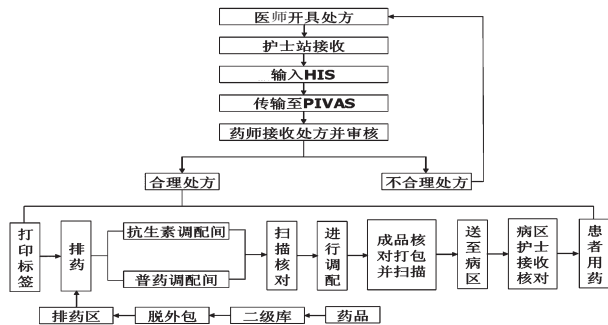 医师开具处方
护士站接收
输入HIS
传输至PIVAS
药师接收处方并审核
合理处方
不合理处方
打印标签
排药
抗生素调配间
普药调配间
扫描核对
进行调配
成品核对打包并扫描
送至病区
病区护士接收核对
患者用药
排药区
脱外包
二级库
药品